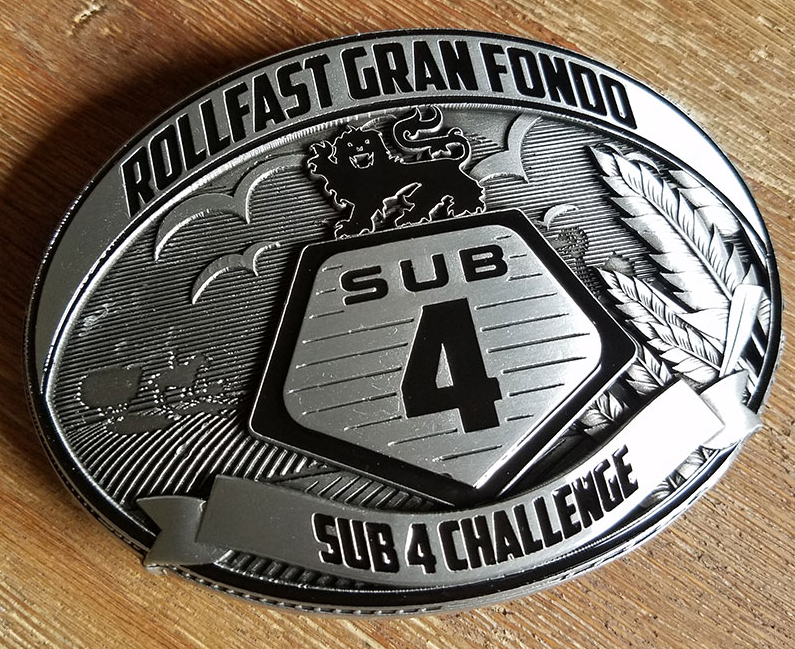 ROLLFAST GRAN FONDO
SUB
4
SUB 4 CHALLENGE